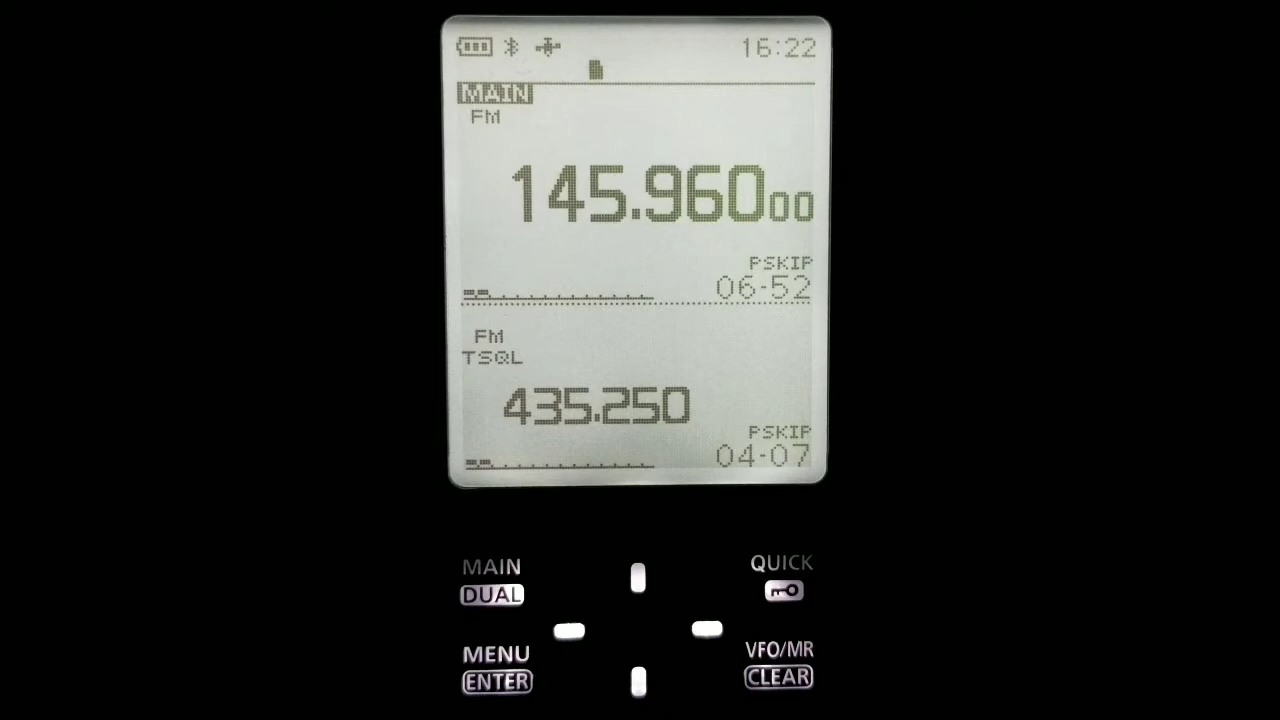 16:22
MAIN
FM
145.96000
PSKIP
06-52
FM
TSQL
435.250
PSKIP
04-07
MAIN
DUAL
QUICK
MENU
ENTER
VFO/MR
CLEAR